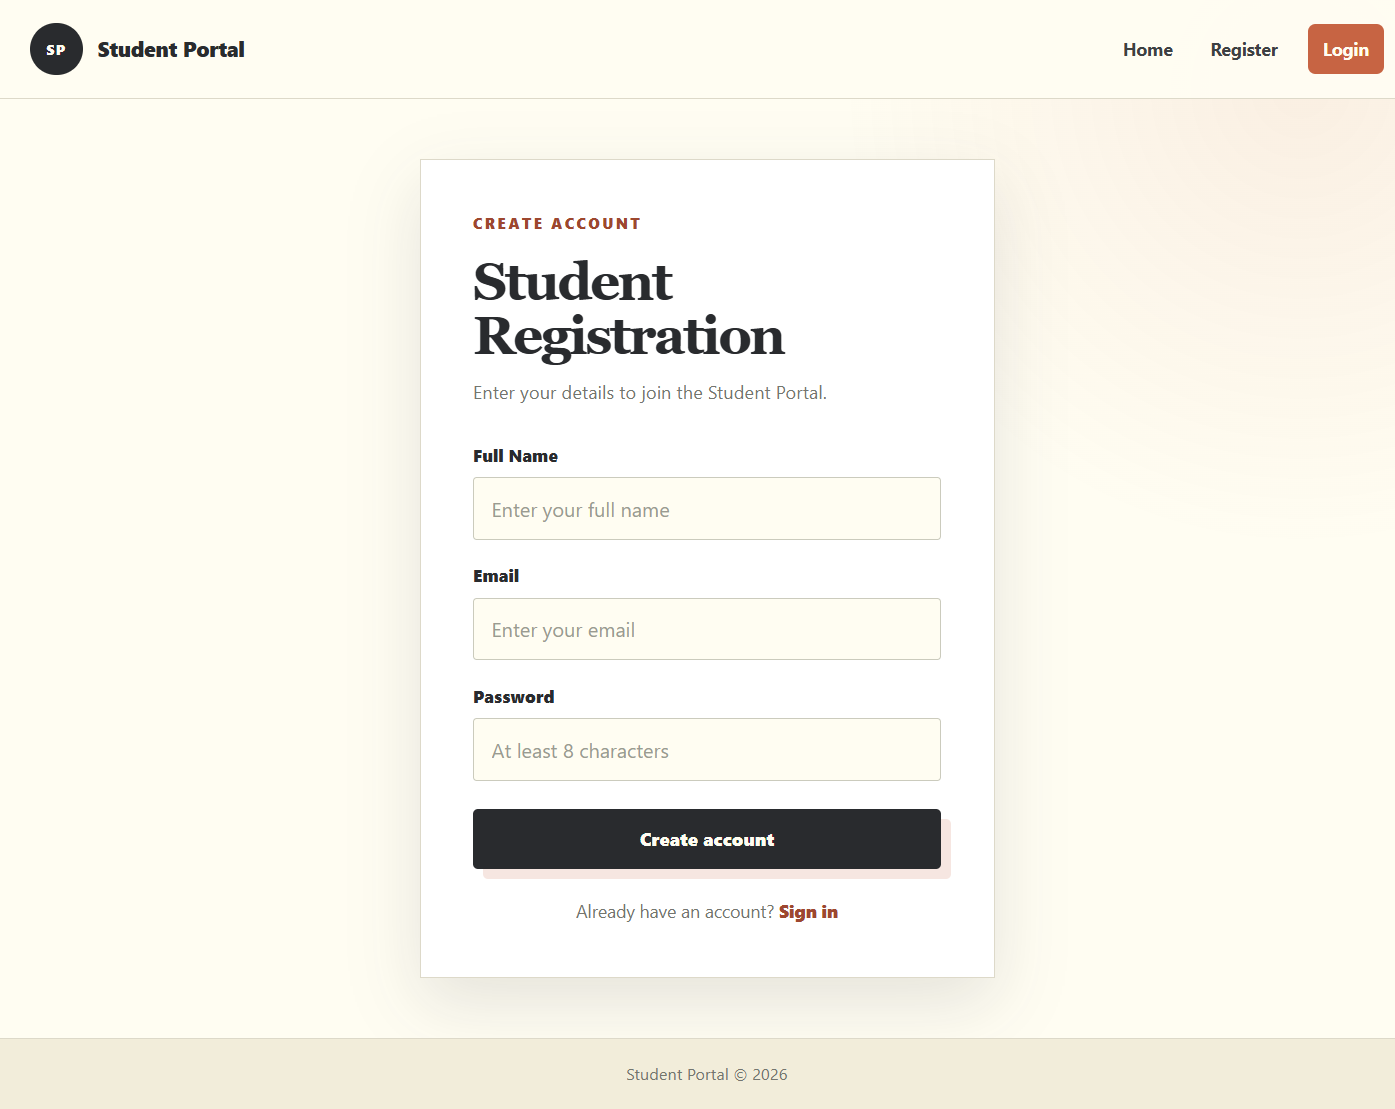 SP
Student Portal
Home
Register
Login
CREATE ACCOUNT
Student
Registration
Enter your details to join the Student Portal.
Full Name
Enter your full name
Email
Enter your email
Password
At least 8 characters
Create account
Already have an account? Sign in
Student Portal © 2026